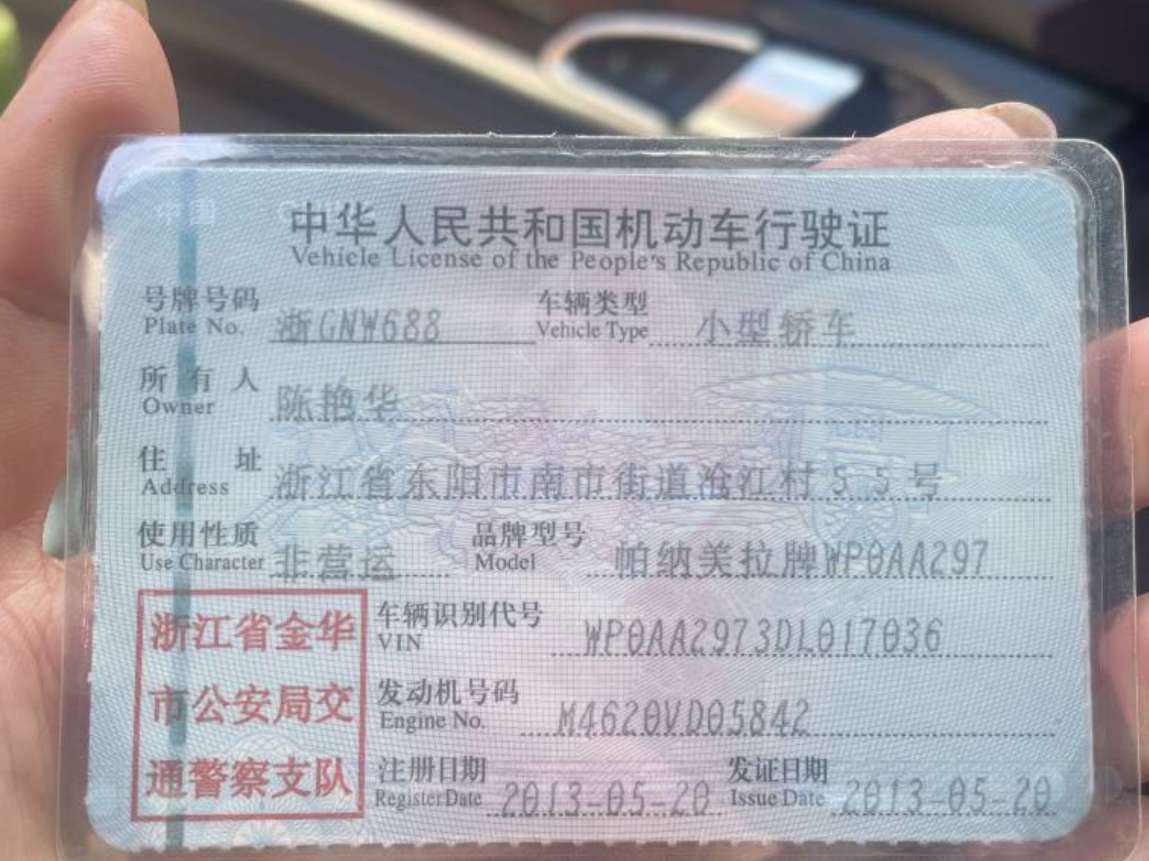 中华人民共和国机动车行驶证
Vehicle License of the People's Republic of China
号牌号码 浙GNW688 车辆类型 小型轿车
Plate No. Vehicle Type
所有人 陈艳华
Owner
住址 浙江省东阳市南市街道沧江村55号
Address
使用性质 非营运 品牌型号 帕纳美拉牌WP0AA297
Use Character Model
浙江省金华 车辆识别代号 WP0AA2973DL017036
VIN
市公安局交 发动机号码 M4620VD05842
Engine No.
通警察支队 注册日期 2013-05-20 发证日期 2013-05-20
Register Date Issue Date